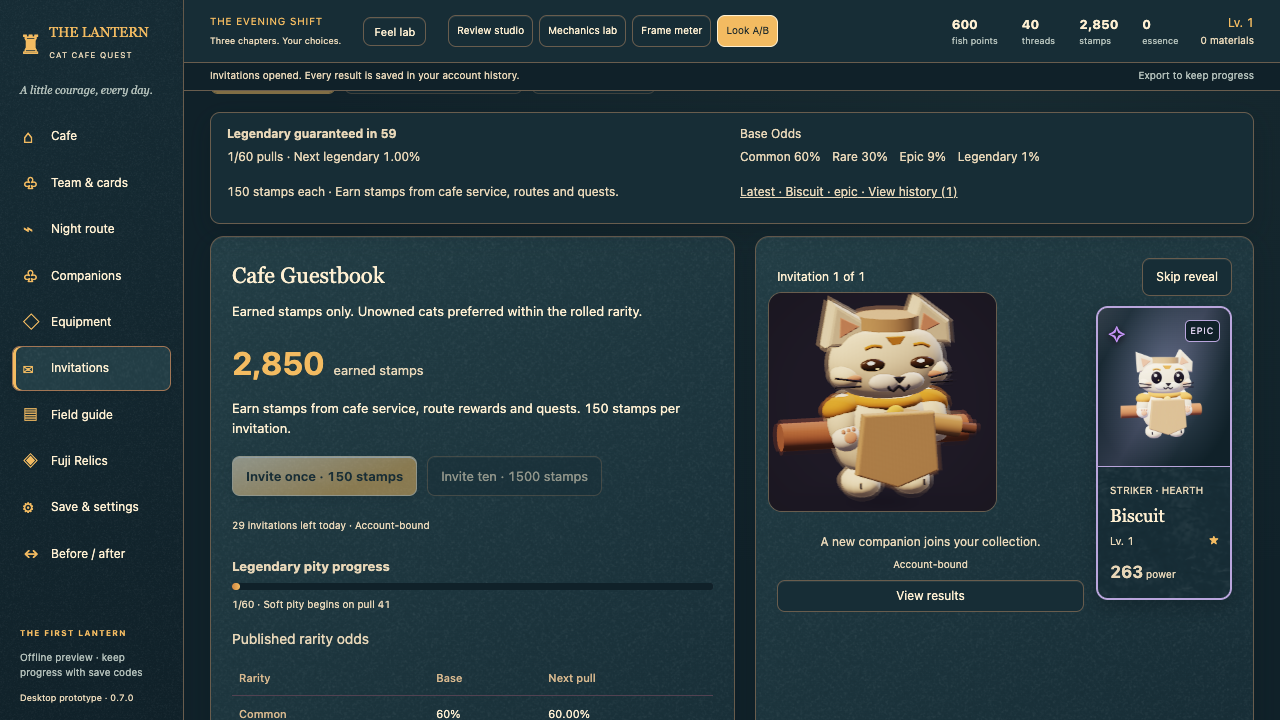 THE LANTERN
CAT CAFE QUEST
A little courage, every day.
Cafe
Team & cards
Night route
Companions
Equipment
Invitations
Field guide
Fuji Relics
Save & settings
Before / after
THE FIRST LANTERN
Offline preview · keep
progress with save codes
Desktop prototype · 0.7.0
THE EVENING SHIFT
Three chapters. Your choices.
Feel lab
Review studio
Mechanics lab
Frame meter
Look A/B
600
fish points
40
threads
2,850
stamps
0
essence
Lv. 1
0 materials
Invitations opened. Every result is saved in your account history.
Export to keep progress
Legendary guaranteed in 59
1/60 pulls · Next legendary 1.00%
150 stamps each · Earn stamps from cafe service, routes and quests.
Base Odds
Common 60% Rare 30% Epic 9% Legendary 1%
Latest · Biscuit · epic · View history (1)
Cafe Guestbook
Earned stamps only. Unowned cats preferred within the rolled rarity.
2,850 earned stamps
Earn stamps from cafe service, route rewards and quests. 150 stamps per
invitation.
Invite once · 150 stamps
Invite ten · 1500 stamps
29 invitations left today · Account-bound
Legendary pity progress
1/60 · Soft pity begins on pull 41
Published rarity odds
Rarity Base Next pull
Common 60% 60.00%
Invitation 1 of 1
Skip reveal
A new companion joins your collection.
Account-bound
View results
EPIC
STRIKER · HEARTH
Biscuit
Lv. 1
263 power